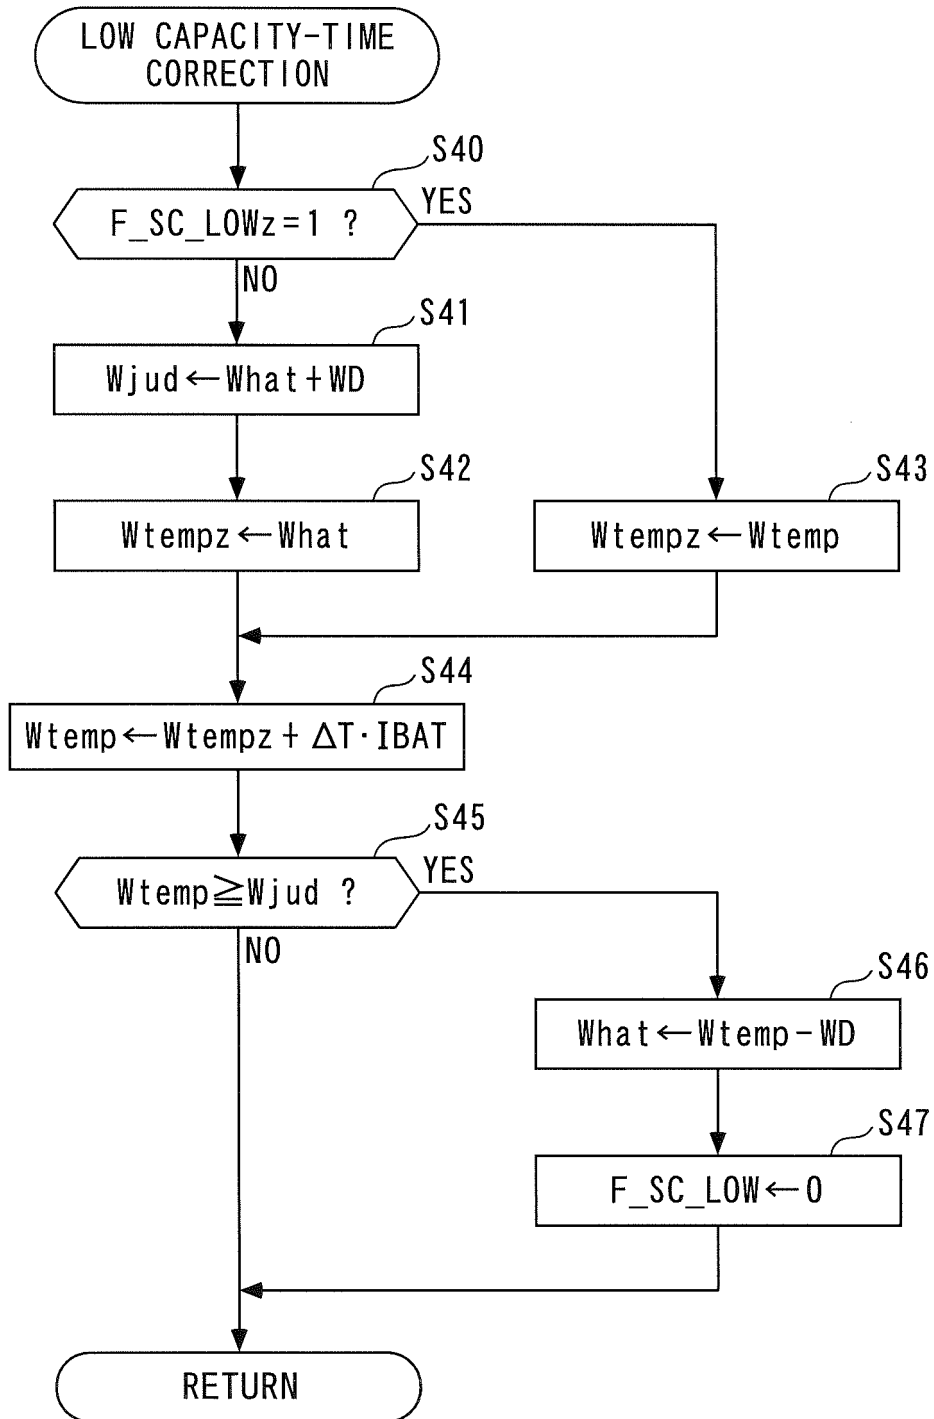 LOW CAPACITY-TIME
CORRECTION
S40
F_SC_LOWz=1 ?
YES
NO
S41
Wjud←What+WD
S42
Wtempz←What
S43
Wtempz←Wtemp
S44
Wtemp←Wtempz+ΔT·IBAT
S45
Wtemp≧Wjud ?
YES
NO
S46
What←Wtemp-WD
S47
F_SC_LOW←0
RETURN